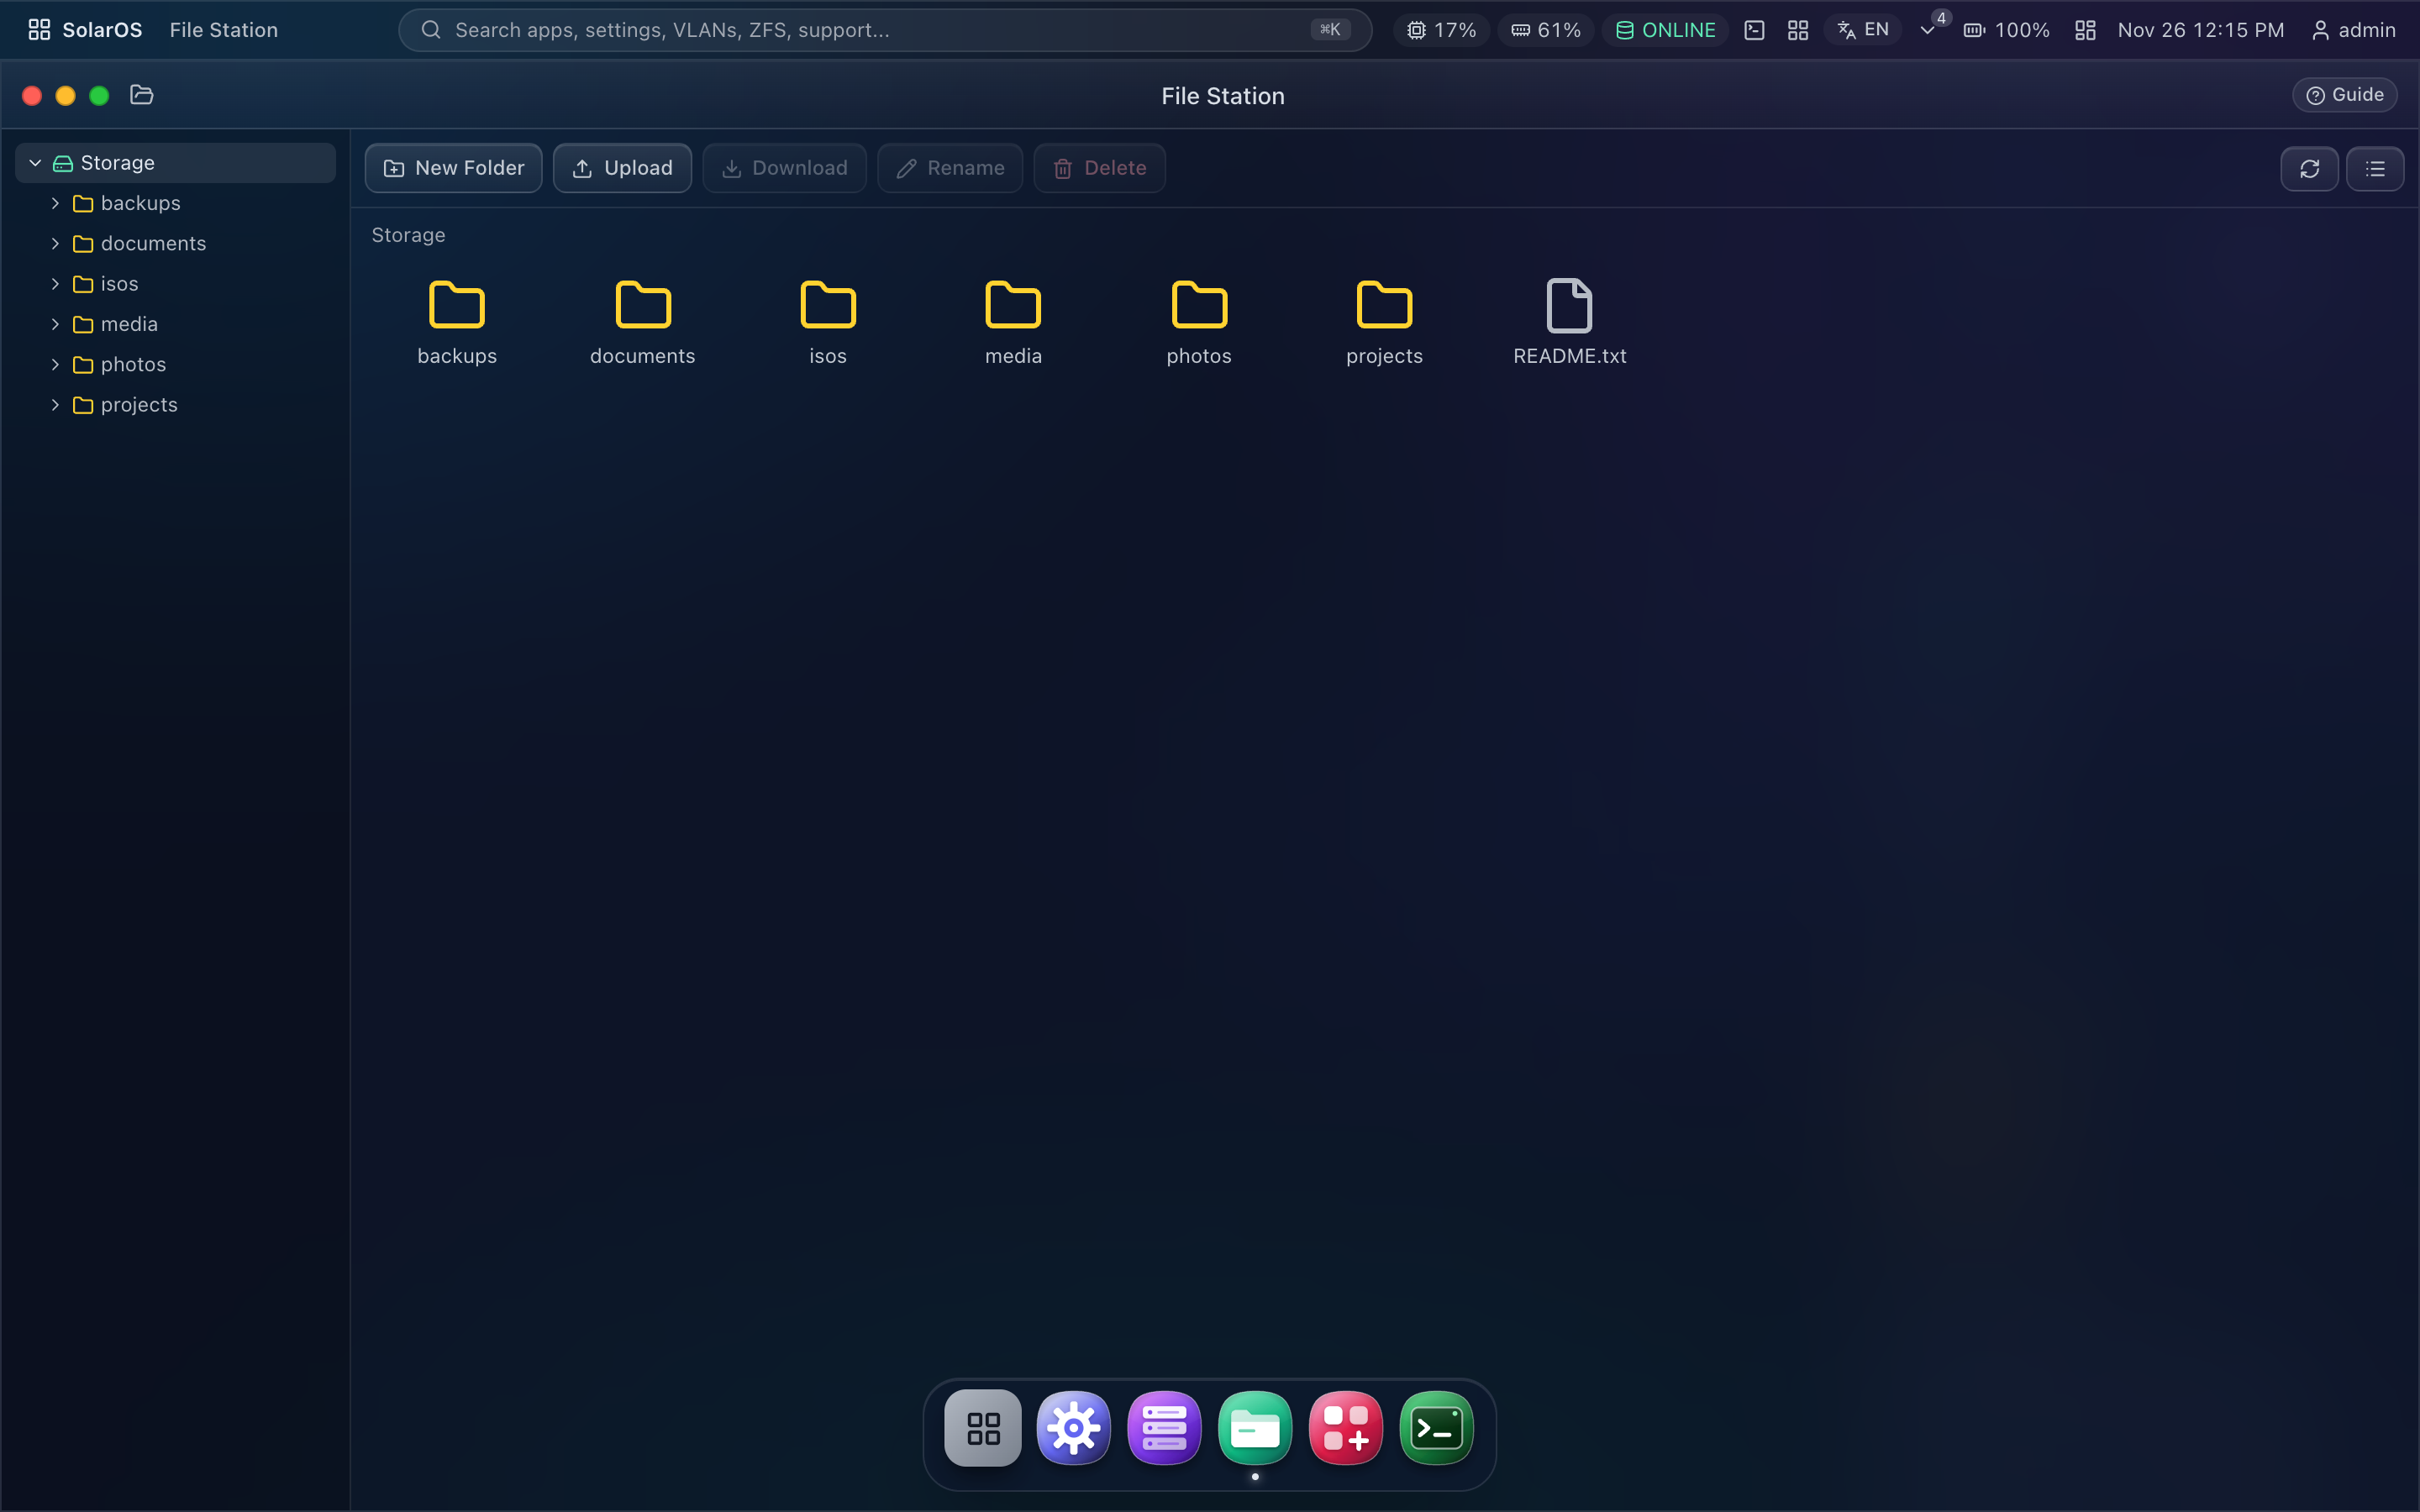 SolarOS File Station Search apps, settings, VLANs, ZFS, support... ⌘K 17% 61% ONLINE EN 4 100% Nov 26 12:15 PM admin
File Station Guide
Storage
backups
documents
isos
media
photos
projects
New Folder Upload Download Rename Delete
Storage
backups documents isos media photos projects README.txt